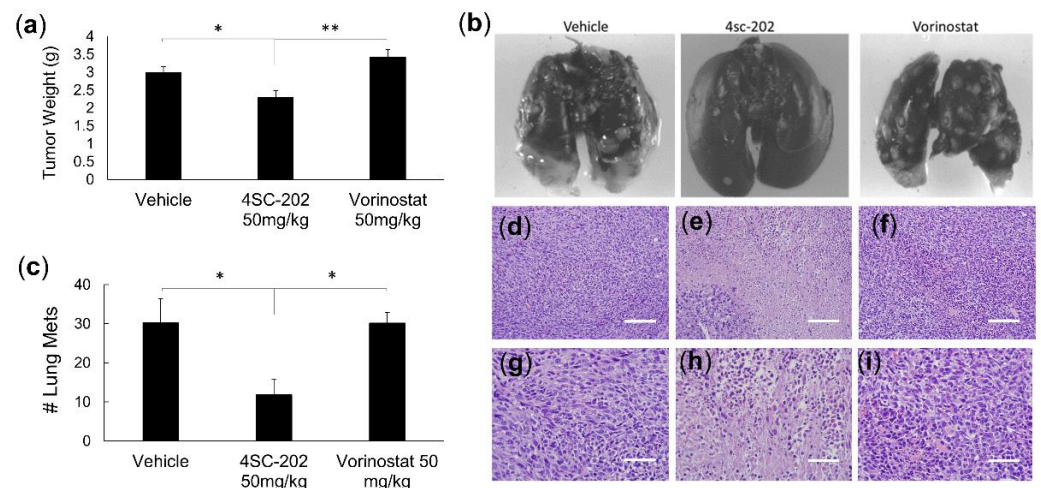 (a)
*
**
Tumor Weight (g)
4
3.5
3
2.5
2
1.5
1
0.5
0
Vehicle
4SC-202
50mg/kg
Vorinostat
50mg/kg
(b)
Vehicle
4sc-202
Vorinostat
(c)
*
*
# Lung Mets
40
30
20
10
0
Vehicle
4SC-202
50mg/kg
Vorinostat 50
mg/kg
(d)
(e)
(f)
(g)
(h)
(i)